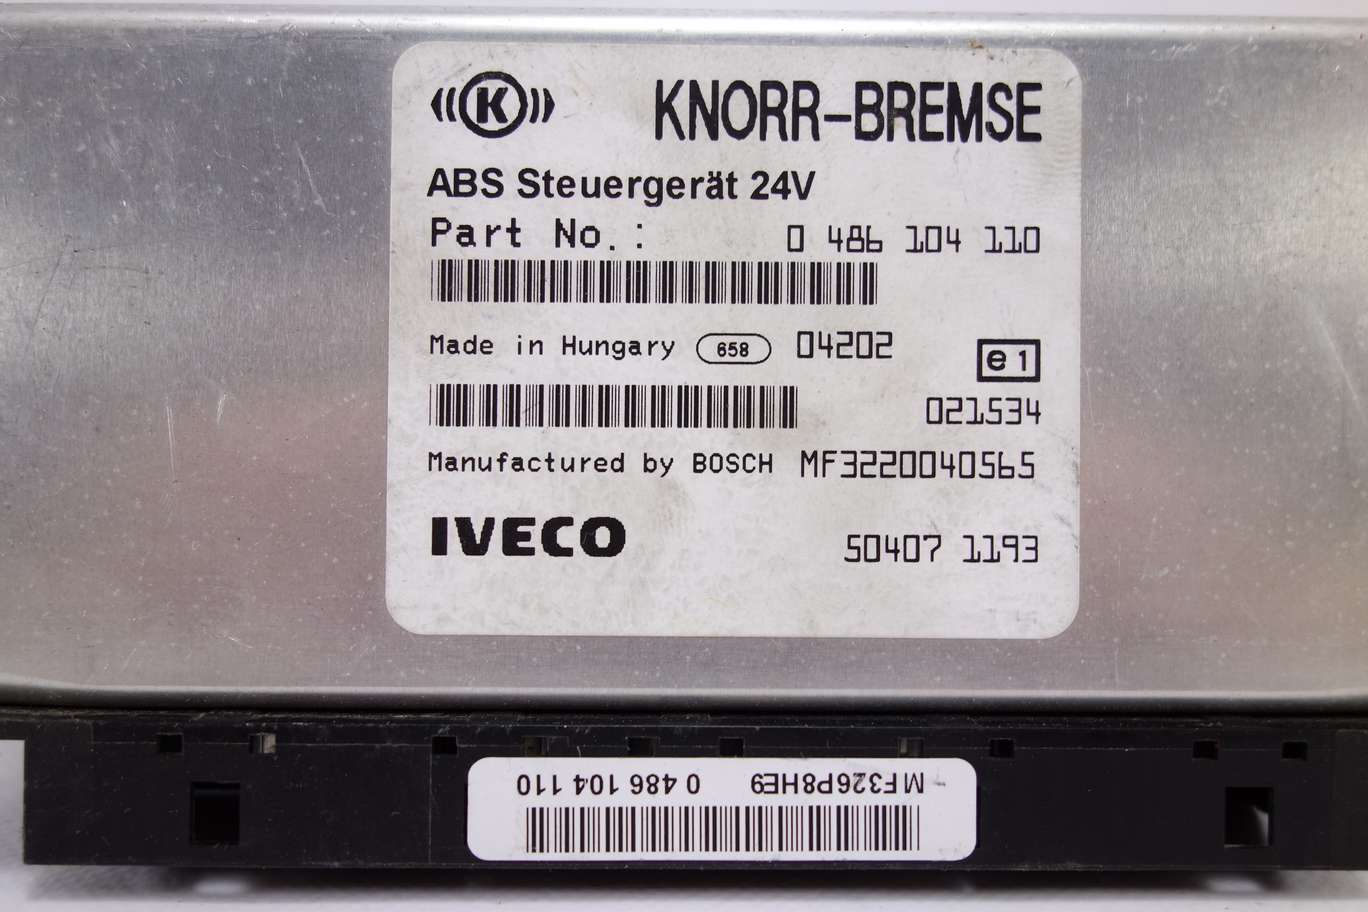 K KNORR-BREMSE
ABS Steuergerät 24V
Part No.: 0 486 104 110
Made in Hungary 658 04202
e1
021534
Manufactured by BOSCH MF3220040565
IVECO 50407 1193
MF326P8HE9 0 486 104 110